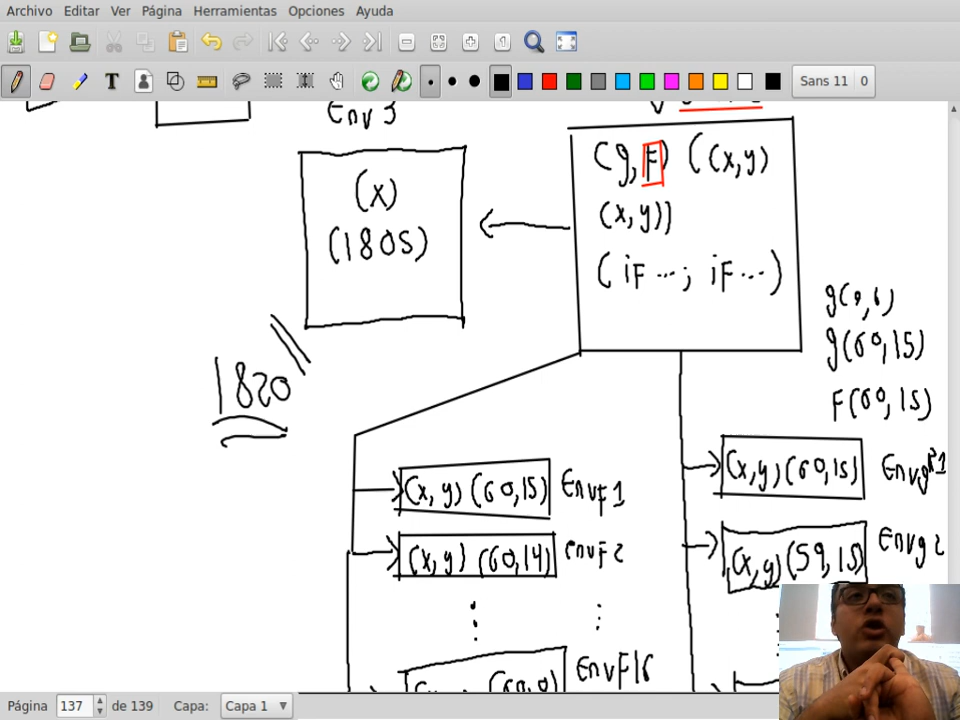 Archivo Editar Ver Página Herramientas Opciones Ayuda
Sans 11 0
Env 3
(x)
(1805)
(g, F) ((x,y)
(x,y))
(iF ...; iF ...)
g(60,15)
F(60,15)
1820
(x,y)(60,15) EnvF1
(x,y)(60,14) envF2
(x,y)(60,15)
(x,y)(59,15) Envg2
EnvF16
Página 137 de 139 Capa: Capa 1